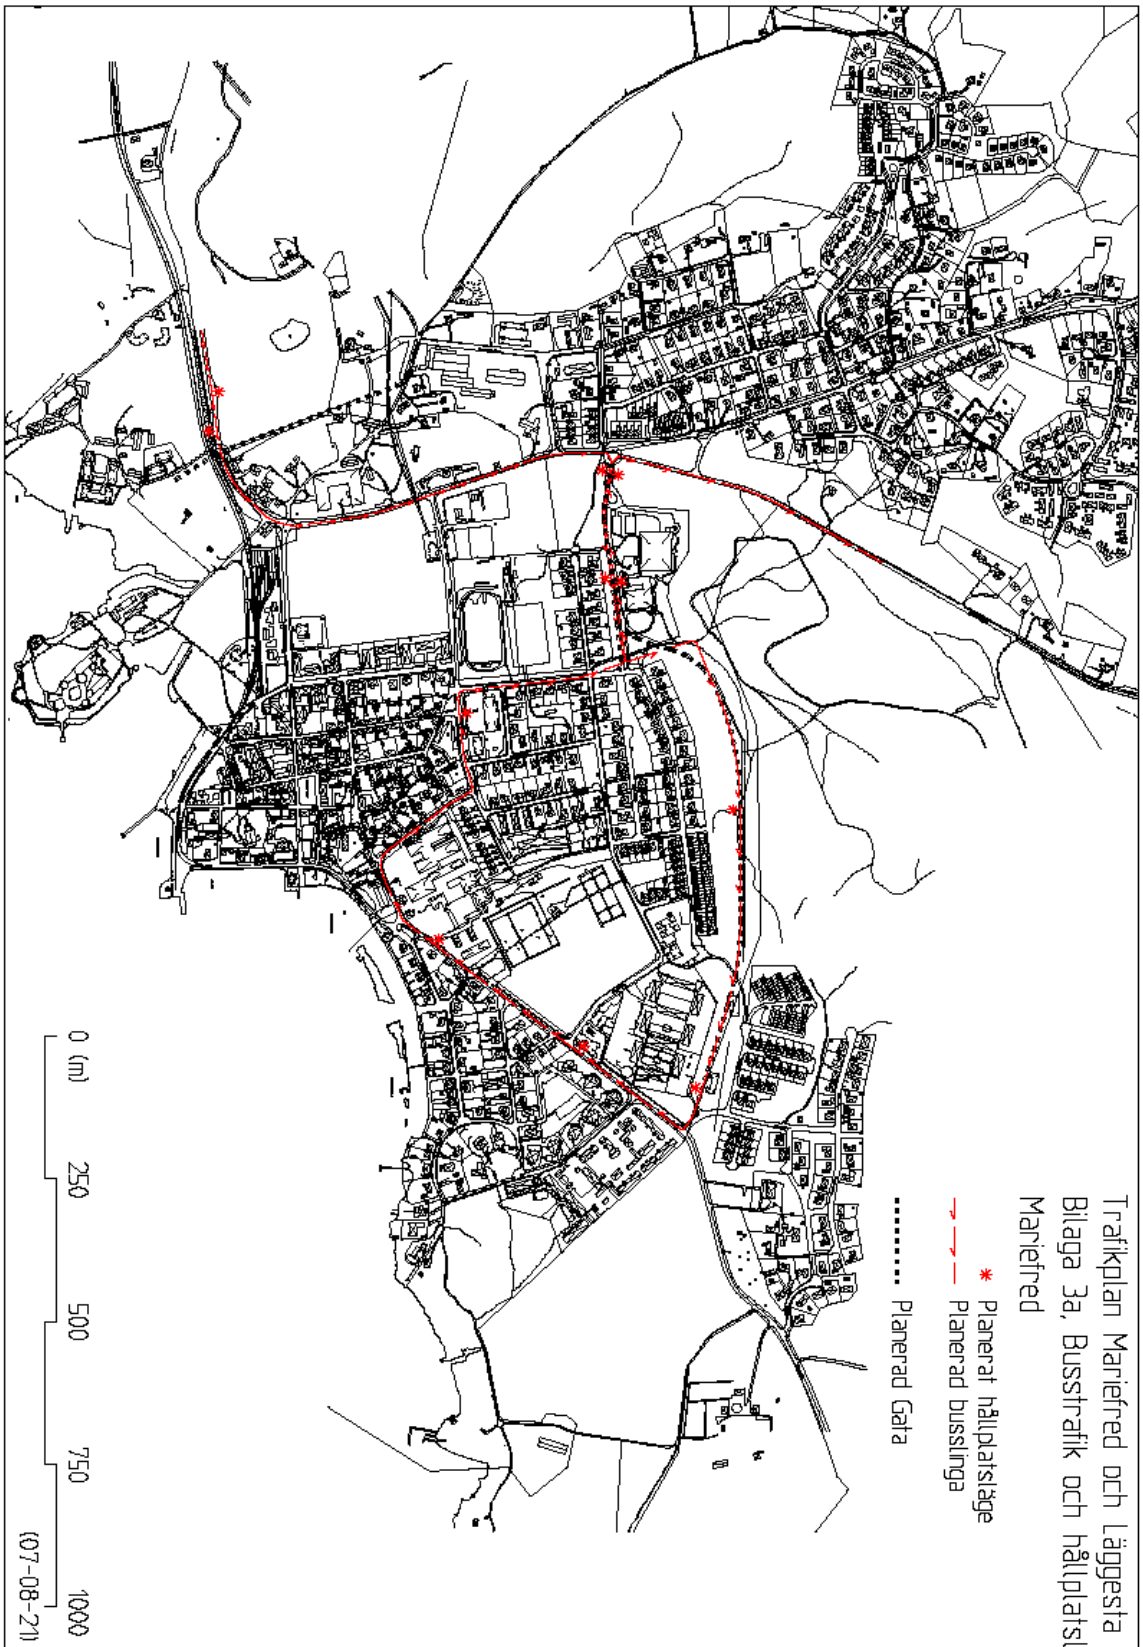 Trafikplan Mariefred och Läggesta
Bilaga 3a, Busstrafik och hållplatsl
Mariefred
Planerat hållplatsläge
Planerad busslinga
Planerad Gata
0 (m) 250 500 750 1000
(07-08-21)